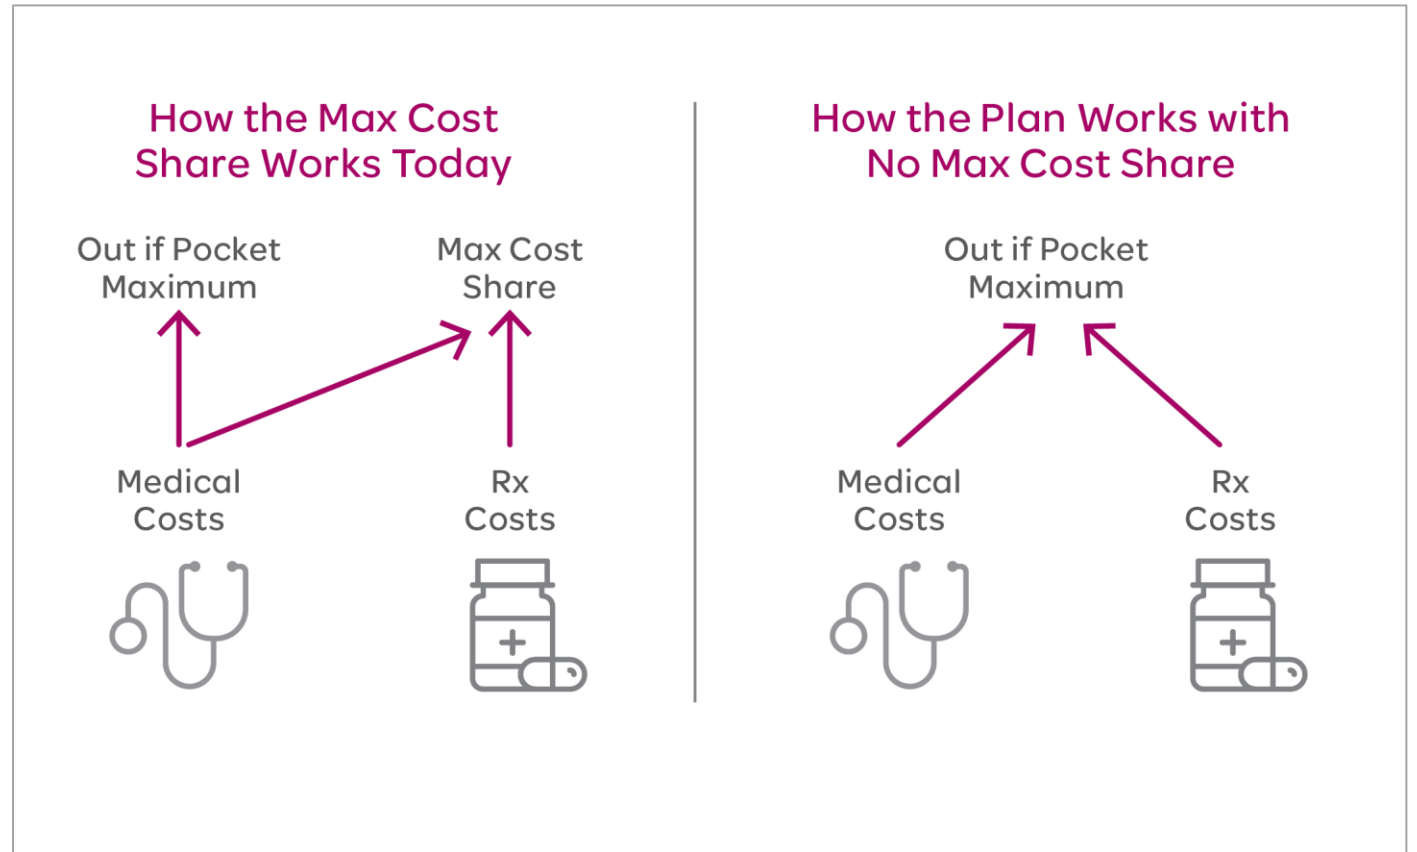 How the Max Cost
Share Works Today
Out if Pocket
Maximum
Max Cost
Share
Medical
Costs
Rx
Costs
How the Plan Works with
No Max Cost Share
Out if Pocket
Maximum
Medical
Costs
Rx
Costs